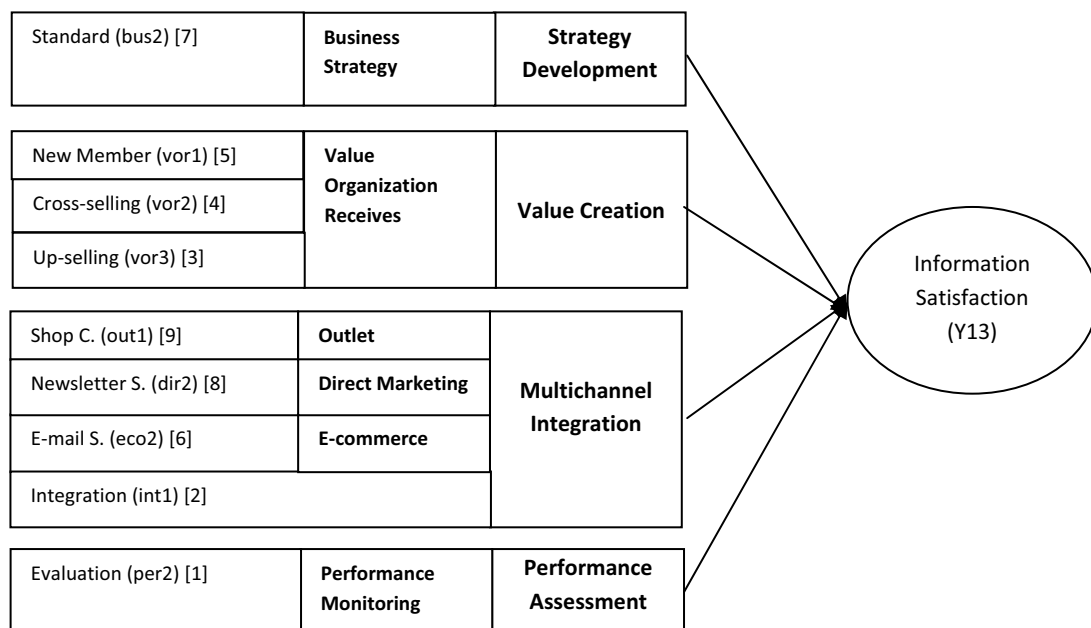 Standard (bus2) [7]
Business
Strategy
Strategy
Development
New Member (vor1) [5]
Cross-selling (vor2) [4]
Up-selling (vor3) [3]
Value
Organization
Receives
Value Creation
Shop C. (out1) [9]
Outlet
Newsletter S. (dir2) [8]
Direct Marketing
E-mail S. (eco2) [6]
E-commerce
Integration (int1) [2]
Multichannel
Integration
Evaluation (per2) [1]
Performance
Monitoring
Performance
Assessment
Information
Satisfaction
(Y13)